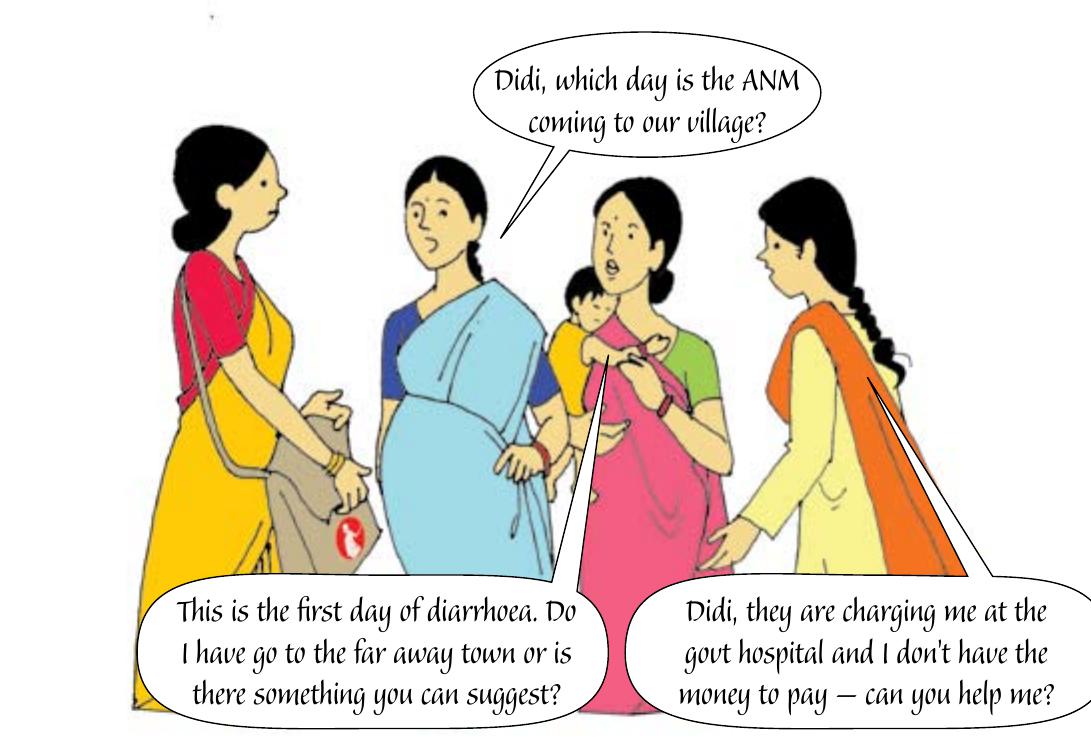 Didi, which day is the ANM
coming to our village?
This is the first day of diarrhoea. Do
I have go to the far away town or is
there something you can suggest?
Didi, they are charging me at the
govt hospital and I don't have the
money to pay – can you help me?